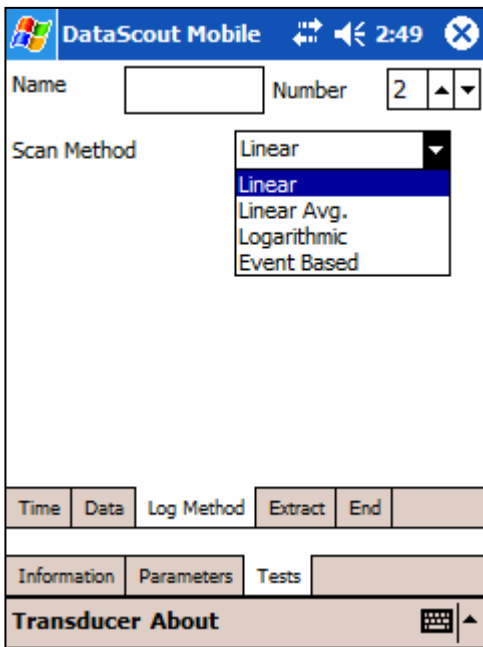 DataScout Mobile 2:49
Name Number 2
Scan Method Linear
Linear
Linear Avg.
Logarithmic
Event Based
Time Data Log Method Extract End
Information Parameters Tests
Transducer About